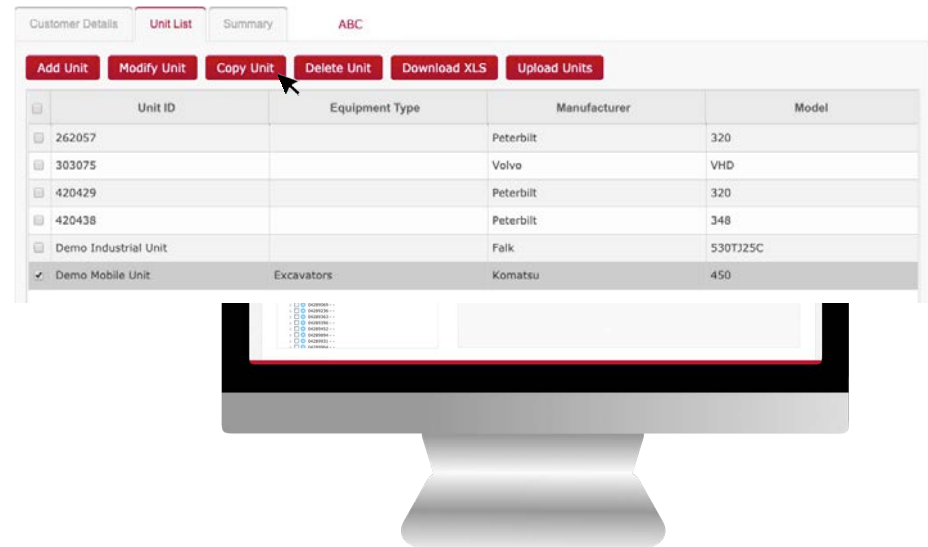 Customer Details Unit List Summary ABC
Add Unit Modify Unit Copy Unit Delete Unit Download XLS Upload Units
Unit ID Equipment Type Manufacturer Model
262057 Peterbilt 320
303075 Volvo VHD
420429 Peterbilt 320
420438 Peterbilt 348
Demo Industrial Unit Falk 530TJ25C
Demo Mobile Unit Excavators Komatsu 450